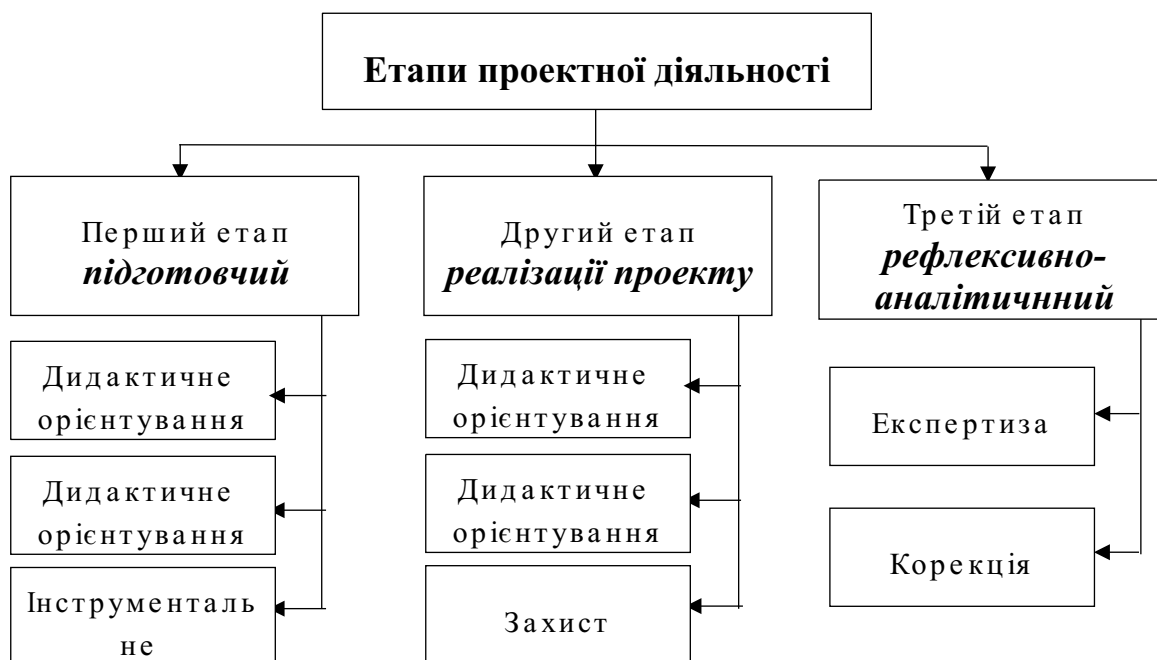 Етапи проектної діяльності
Перший етап
підготовчий
Дидактичне
орієнтування
Дидактичне
орієнтування
Інструменталь
не
Другий етап
реалізації проекту
Дидактичне
орієнтування
Дидактичне
орієнтування
Захист
Третій етап
рефлексивно-
аналітичнний
Експертиза
Корекція